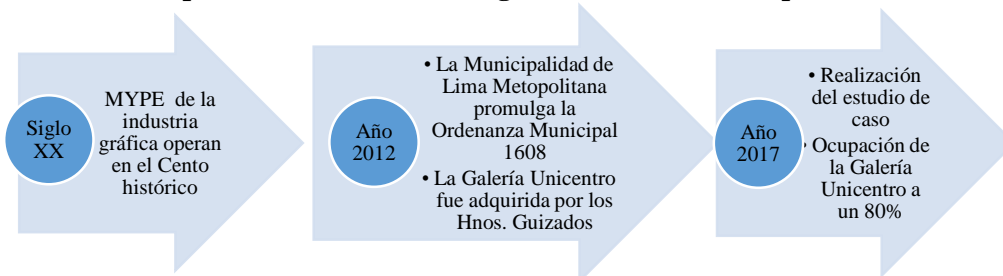 Siglo
XX
MYPE de la
industria
gráfica operan
en el Cento
histórico
Año
2012
• La Municipalidad de
Lima Metopolitana
promulga la
Ordenanza Municipal
1608
• La Galería Unicentro
fue adquirida por los
Hnos. Guizados
Año
2017
• Realización
del estudio de
caso
• Ocupación de
la Galería
Unicentro a
un 80%